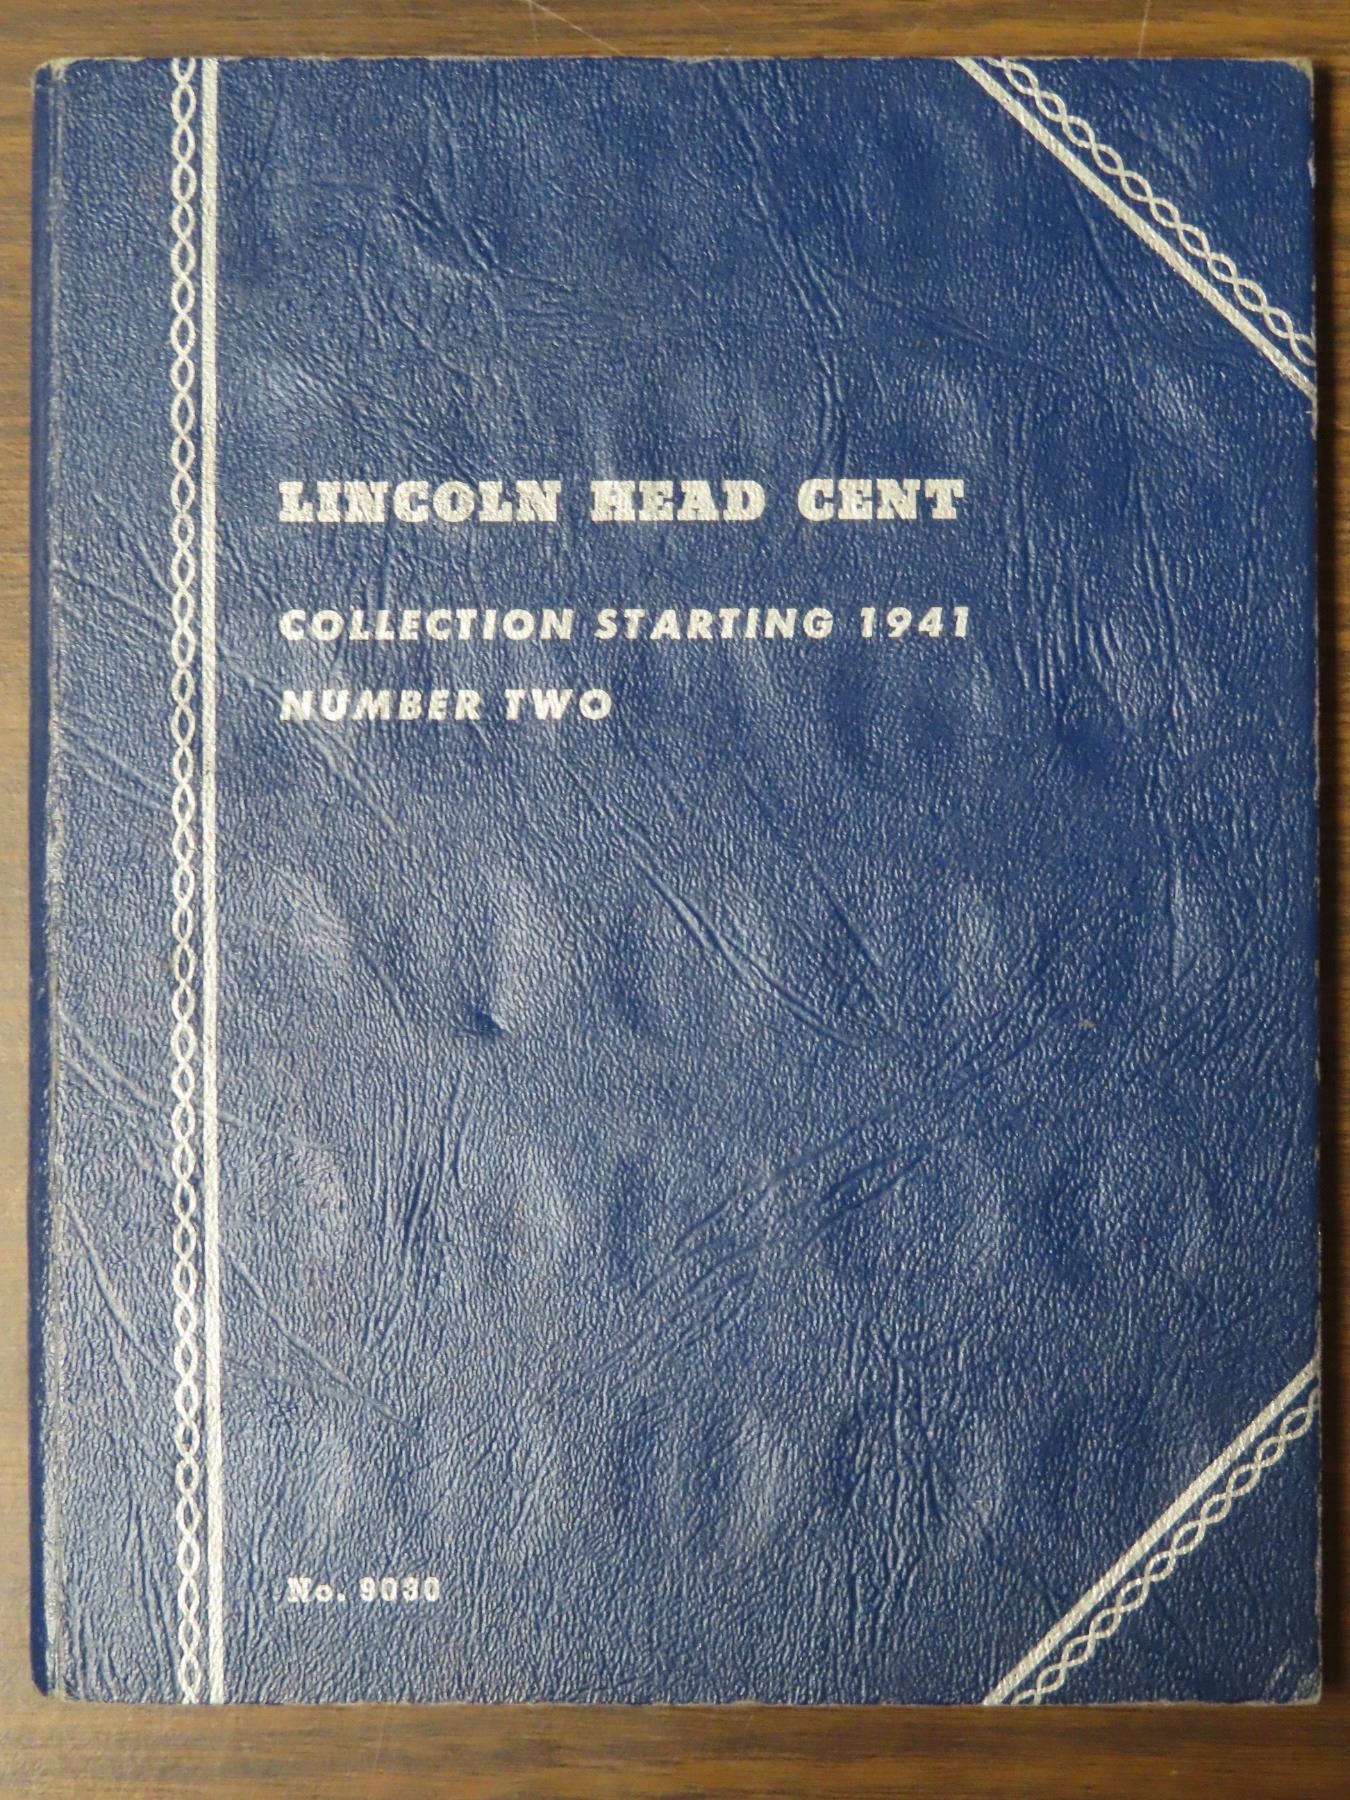 LINCOLN HEAD CENT
COLLECTION STARTING 1941
NUMBER TWO
No. 9030